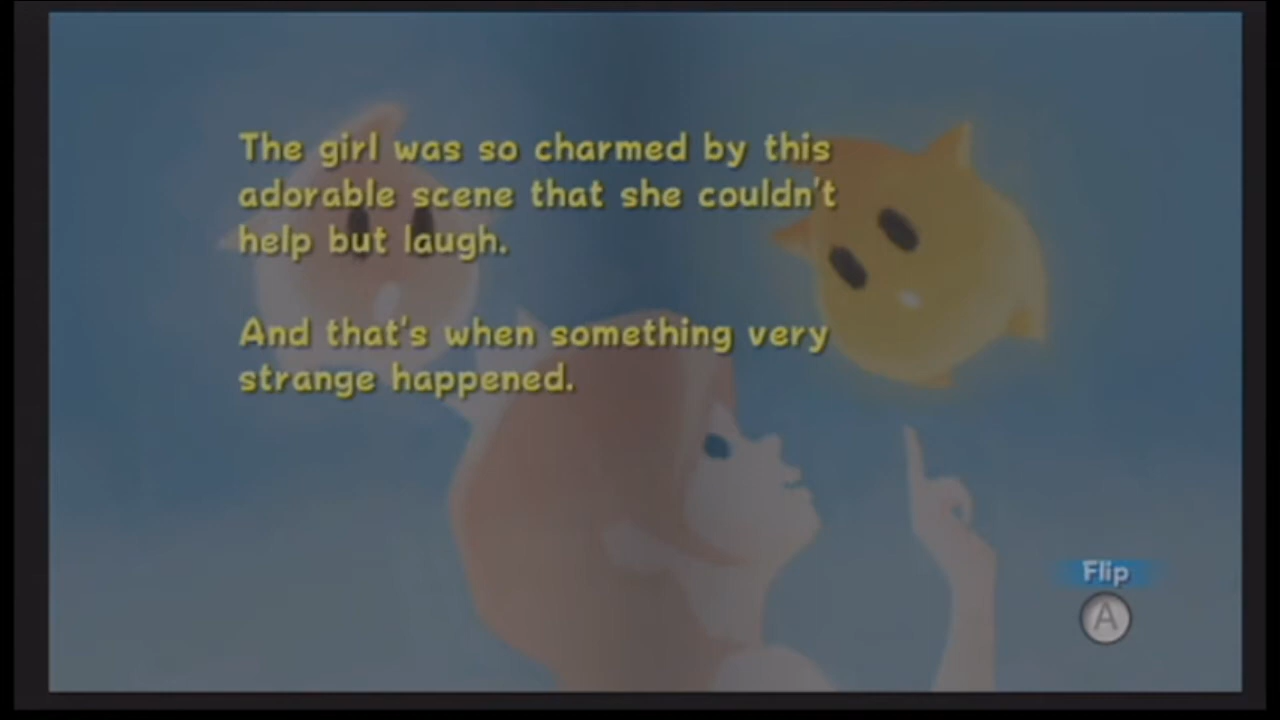 The girl was so charmed by this
adorable scene that she couldn't
help but laugh.
And that's when something very
strange happened.
Flip
A